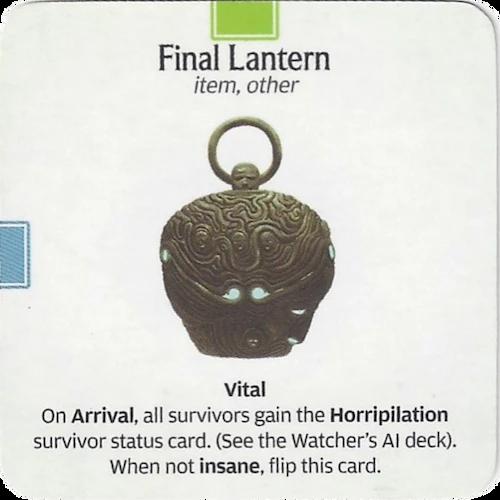 Final Lantern
item, other
Vital
On Arrival, all survivors gain the Horripilation
survivor status card. (See the Watcher's AI deck).
When not insane, flip this card.